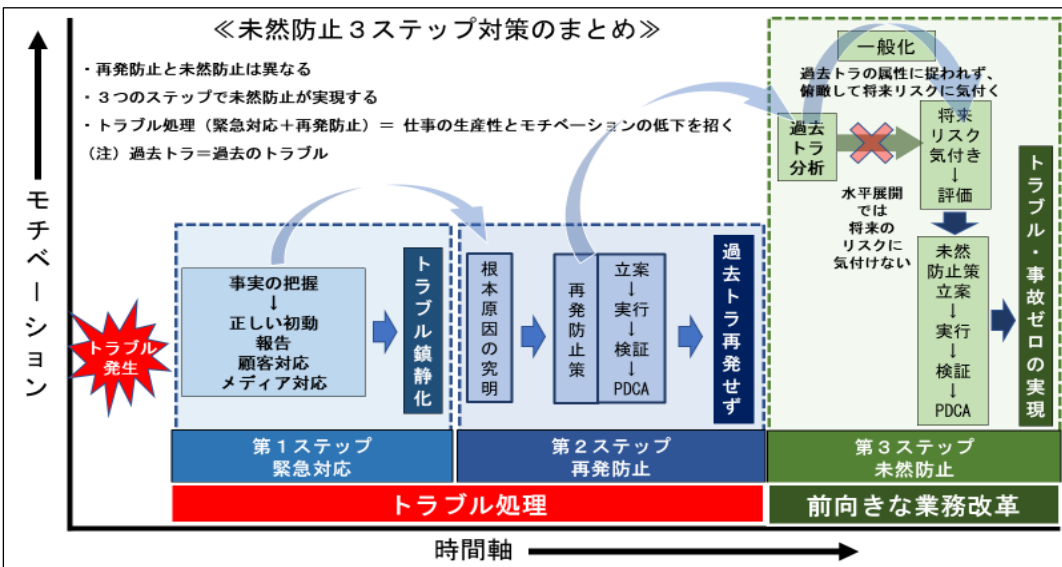 ≪未然防止３ステップ対策のまとめ≫
・再発防止と未然防止は異なる
・３つのステップで未然防止が実現する
・トラブル処理（緊急対応＋再発防止）＝ 仕事の生産性とモチベーションの低下を招く
（注）過去トラ＝過去のトラブル
モチベーション
トラブル
発生
事実の把握
↓
正しい初動
報告
顧客対応
メディア対応
トラブル鎮静化
第１ステップ
緊急対応
根本原因の究明
再発防止策
立案
↓
実行
↓
検証
↓
PDCA
過去トラ再発せず
第２ステップ
再発防止
トラブル処理
一般化
過去トラの属性に捉われず、
俯瞰して将来リスクに気付く
過去
トラ
分析
将来
リスク
気付き
↓
評価
水平展開
では
将来の
リスクに
気付けない
未然
防止策
立案
↓
実行
↓
検証
↓
PDCA
トラブル・事故ゼロの実現
第３ステップ
未然防止
前向きな業務改革
時間軸